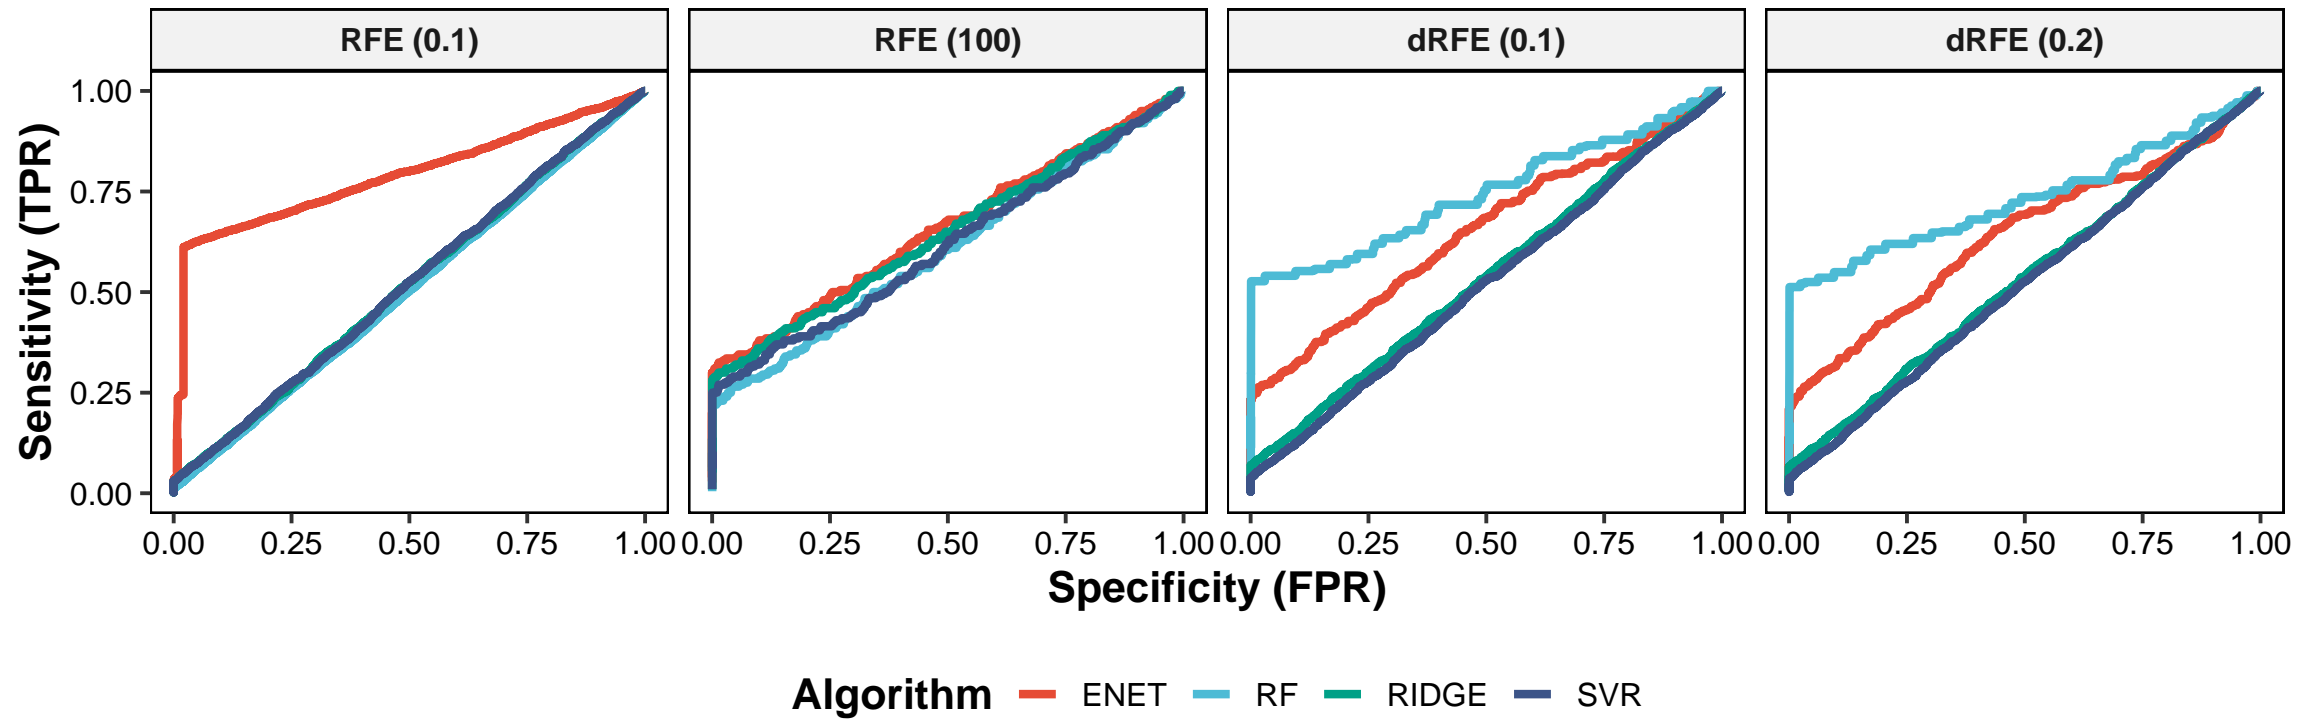 RFE (0.1) RFE (100) dRFE (0.1) dRFE (0.2)
Sensitivity (TPR)
1.00
0.75
0.50
0.25
0.00
0.00 0.25 0.50 0.75 1.00 0.00 0.25 0.50 0.75 1.00 0.00 0.25 0.50 0.75 1.00 0.00 0.25 0.50 0.75 1.00
Specificity (FPR)
Algorithm ENET RF RIDGE SVR